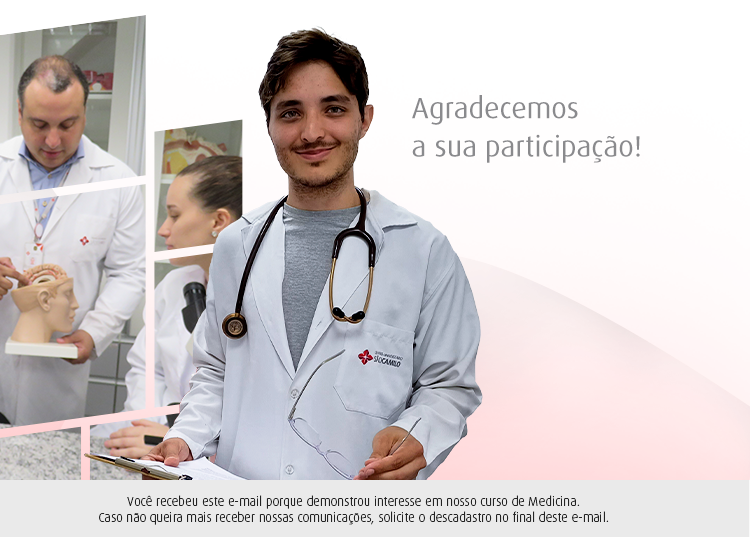 Agradecemos
a sua participação!
SÃOCAMILO
Você recebeu este e-mail porque demonstrou interesse em nosso curso de Medicina.
Caso não queira mais receber nossas comunicações, solicite o descadastro no final deste e-mail.